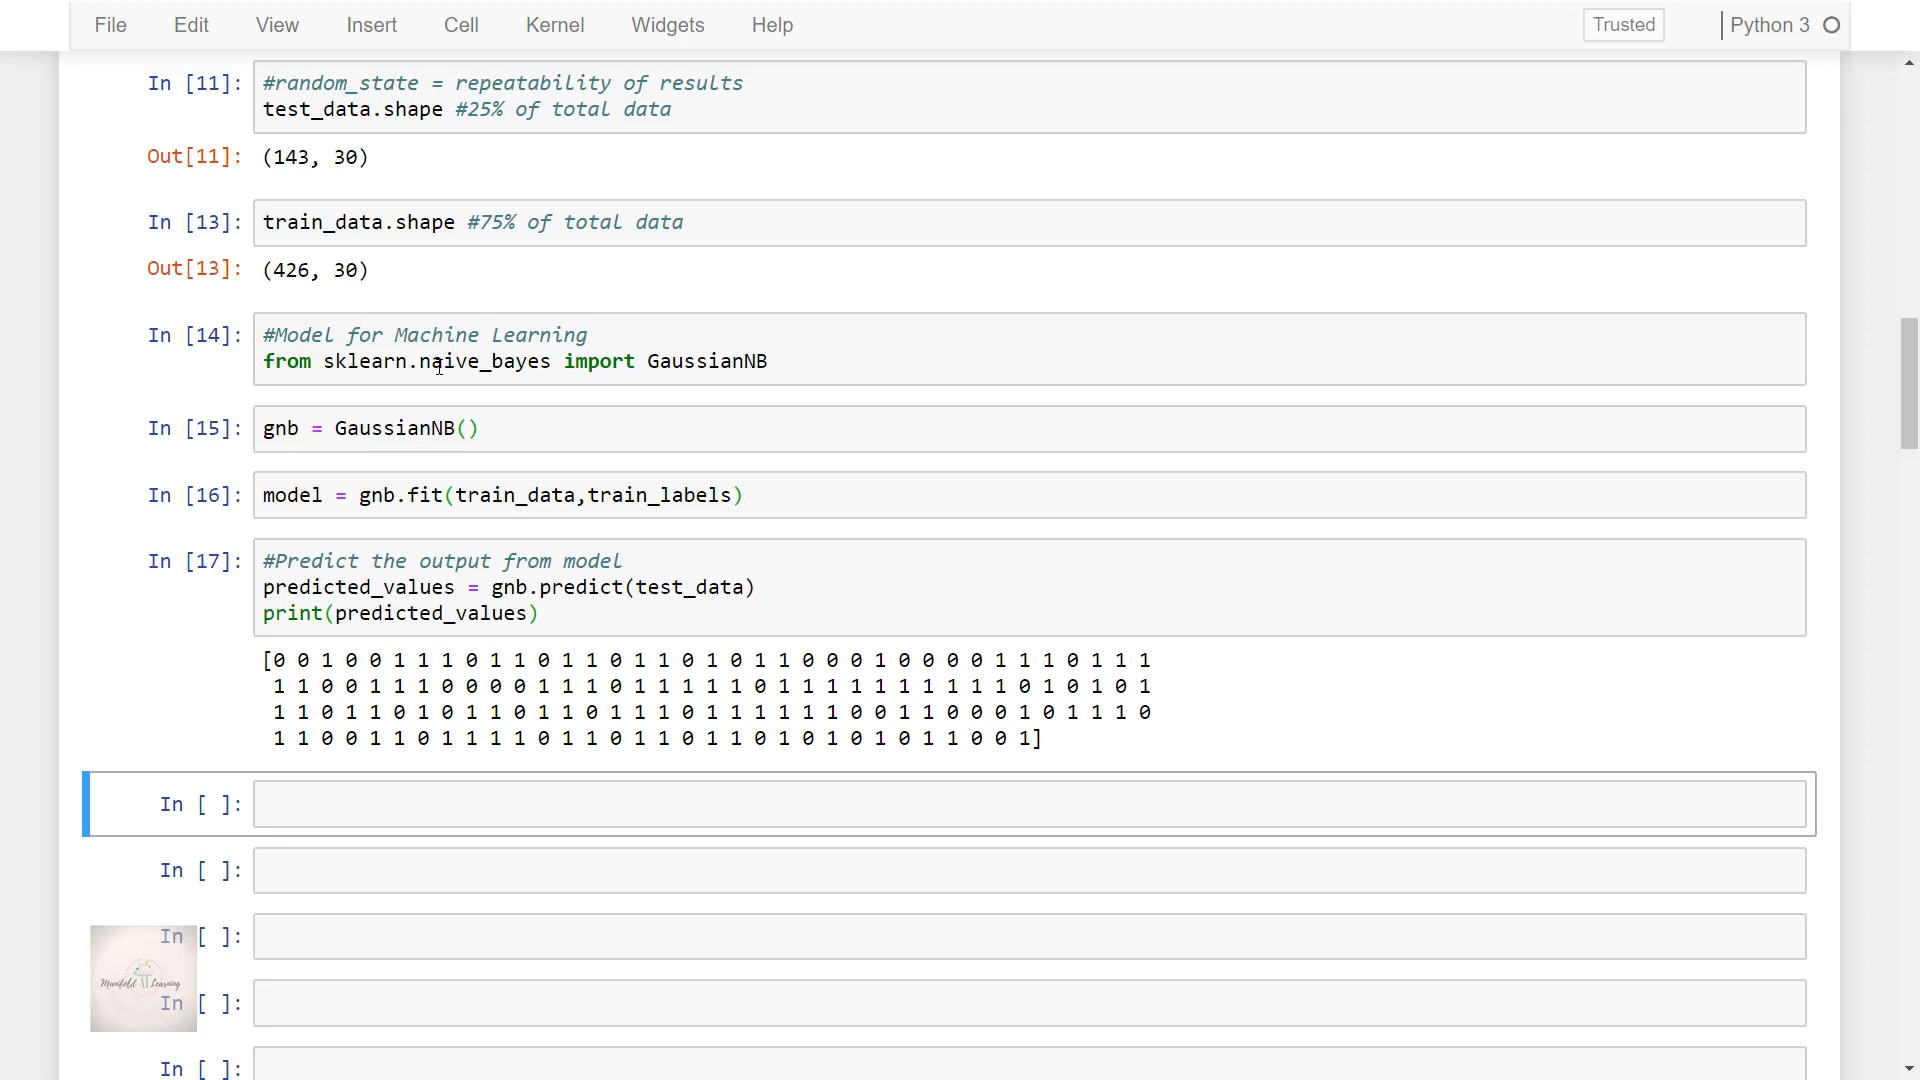 File Edit View Insert Cell Kernel Widgets Help Trusted Python 3
In [11]:
#random_state = repeatability of results
test_data.shape #25% of total data
Out[11]: (143, 30)
In [13]: train_data.shape #75% of total data
Out[13]: (426, 30)
In [14]:
#Model for Machine Learning
from sklearn.naive_bayes import GaussianNB
In [15]: gnb = GaussianNB()
In [16]: model = gnb.fit(train_data,train_labels)
In [17]:
#Predict the output from model
predicted_values = gnb.predict(test_data)
print(predicted_values)
[0 0 1 0 0 1 1 1 0 1 1 0 1 1 0 1 1 0 1 0 1 1 0 0 0 1 0 0 0 0 1 1 1 0 1 1 1
1 1 0 0 1 1 1 0 0 0 0 1 1 1 0 1 1 1 1 1 0 1 1 1 1 1 1 1 1 1 1 0 1 0 1 0 1
1 1 0 1 1 0 1 0 1 1 0 1 1 0 1 1 1 0 1 1 1 1 1 1 0 0 1 1 0 0 0 1 0 1 1 1 0
1 1 0 0 1 1 0 1 1 1 1 0 1 1 0 1 1 0 1 1 0 1 0 1 0 1 0 1 1 0 0 1]
In [ ]:
In [ ]:
In [ ]:
Manifold AI Learning
In [ ]:
In [ ]: